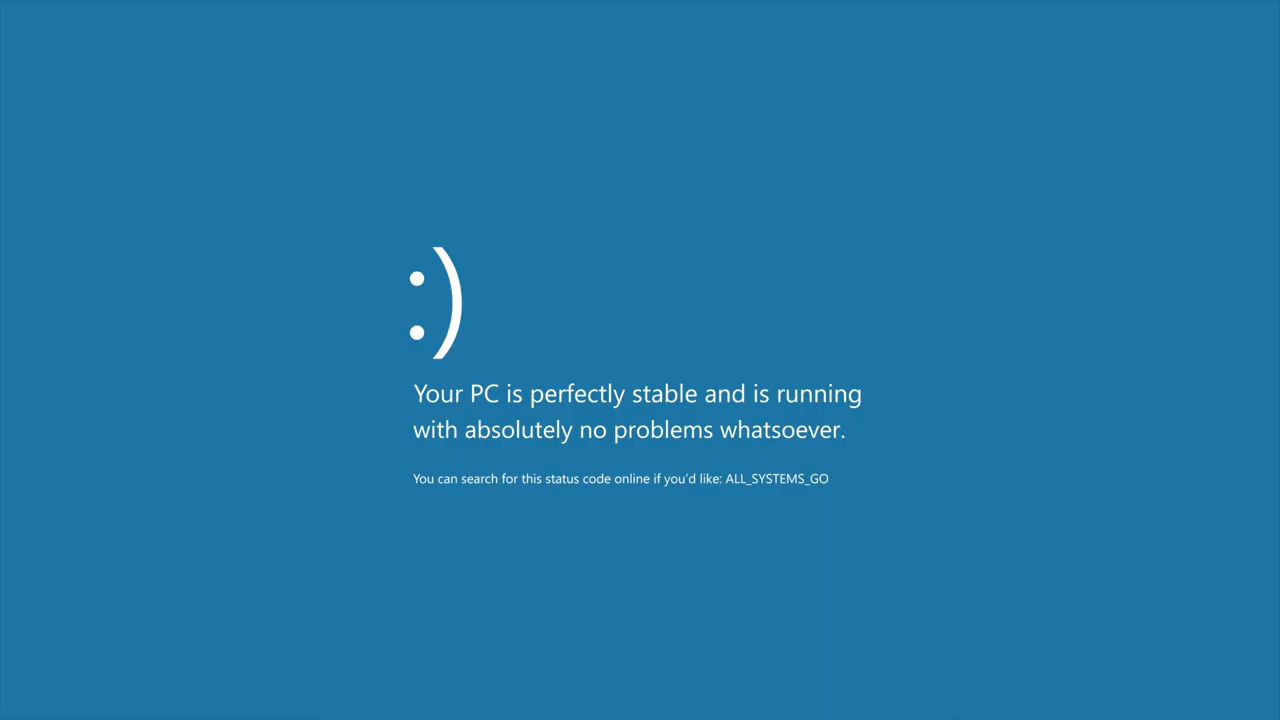 :)
Your PC is perfectly stable and is running
with absolutely no problems whatsoever.
You can search for this status code online if you’d like: ALL_SYSTEMS_GO